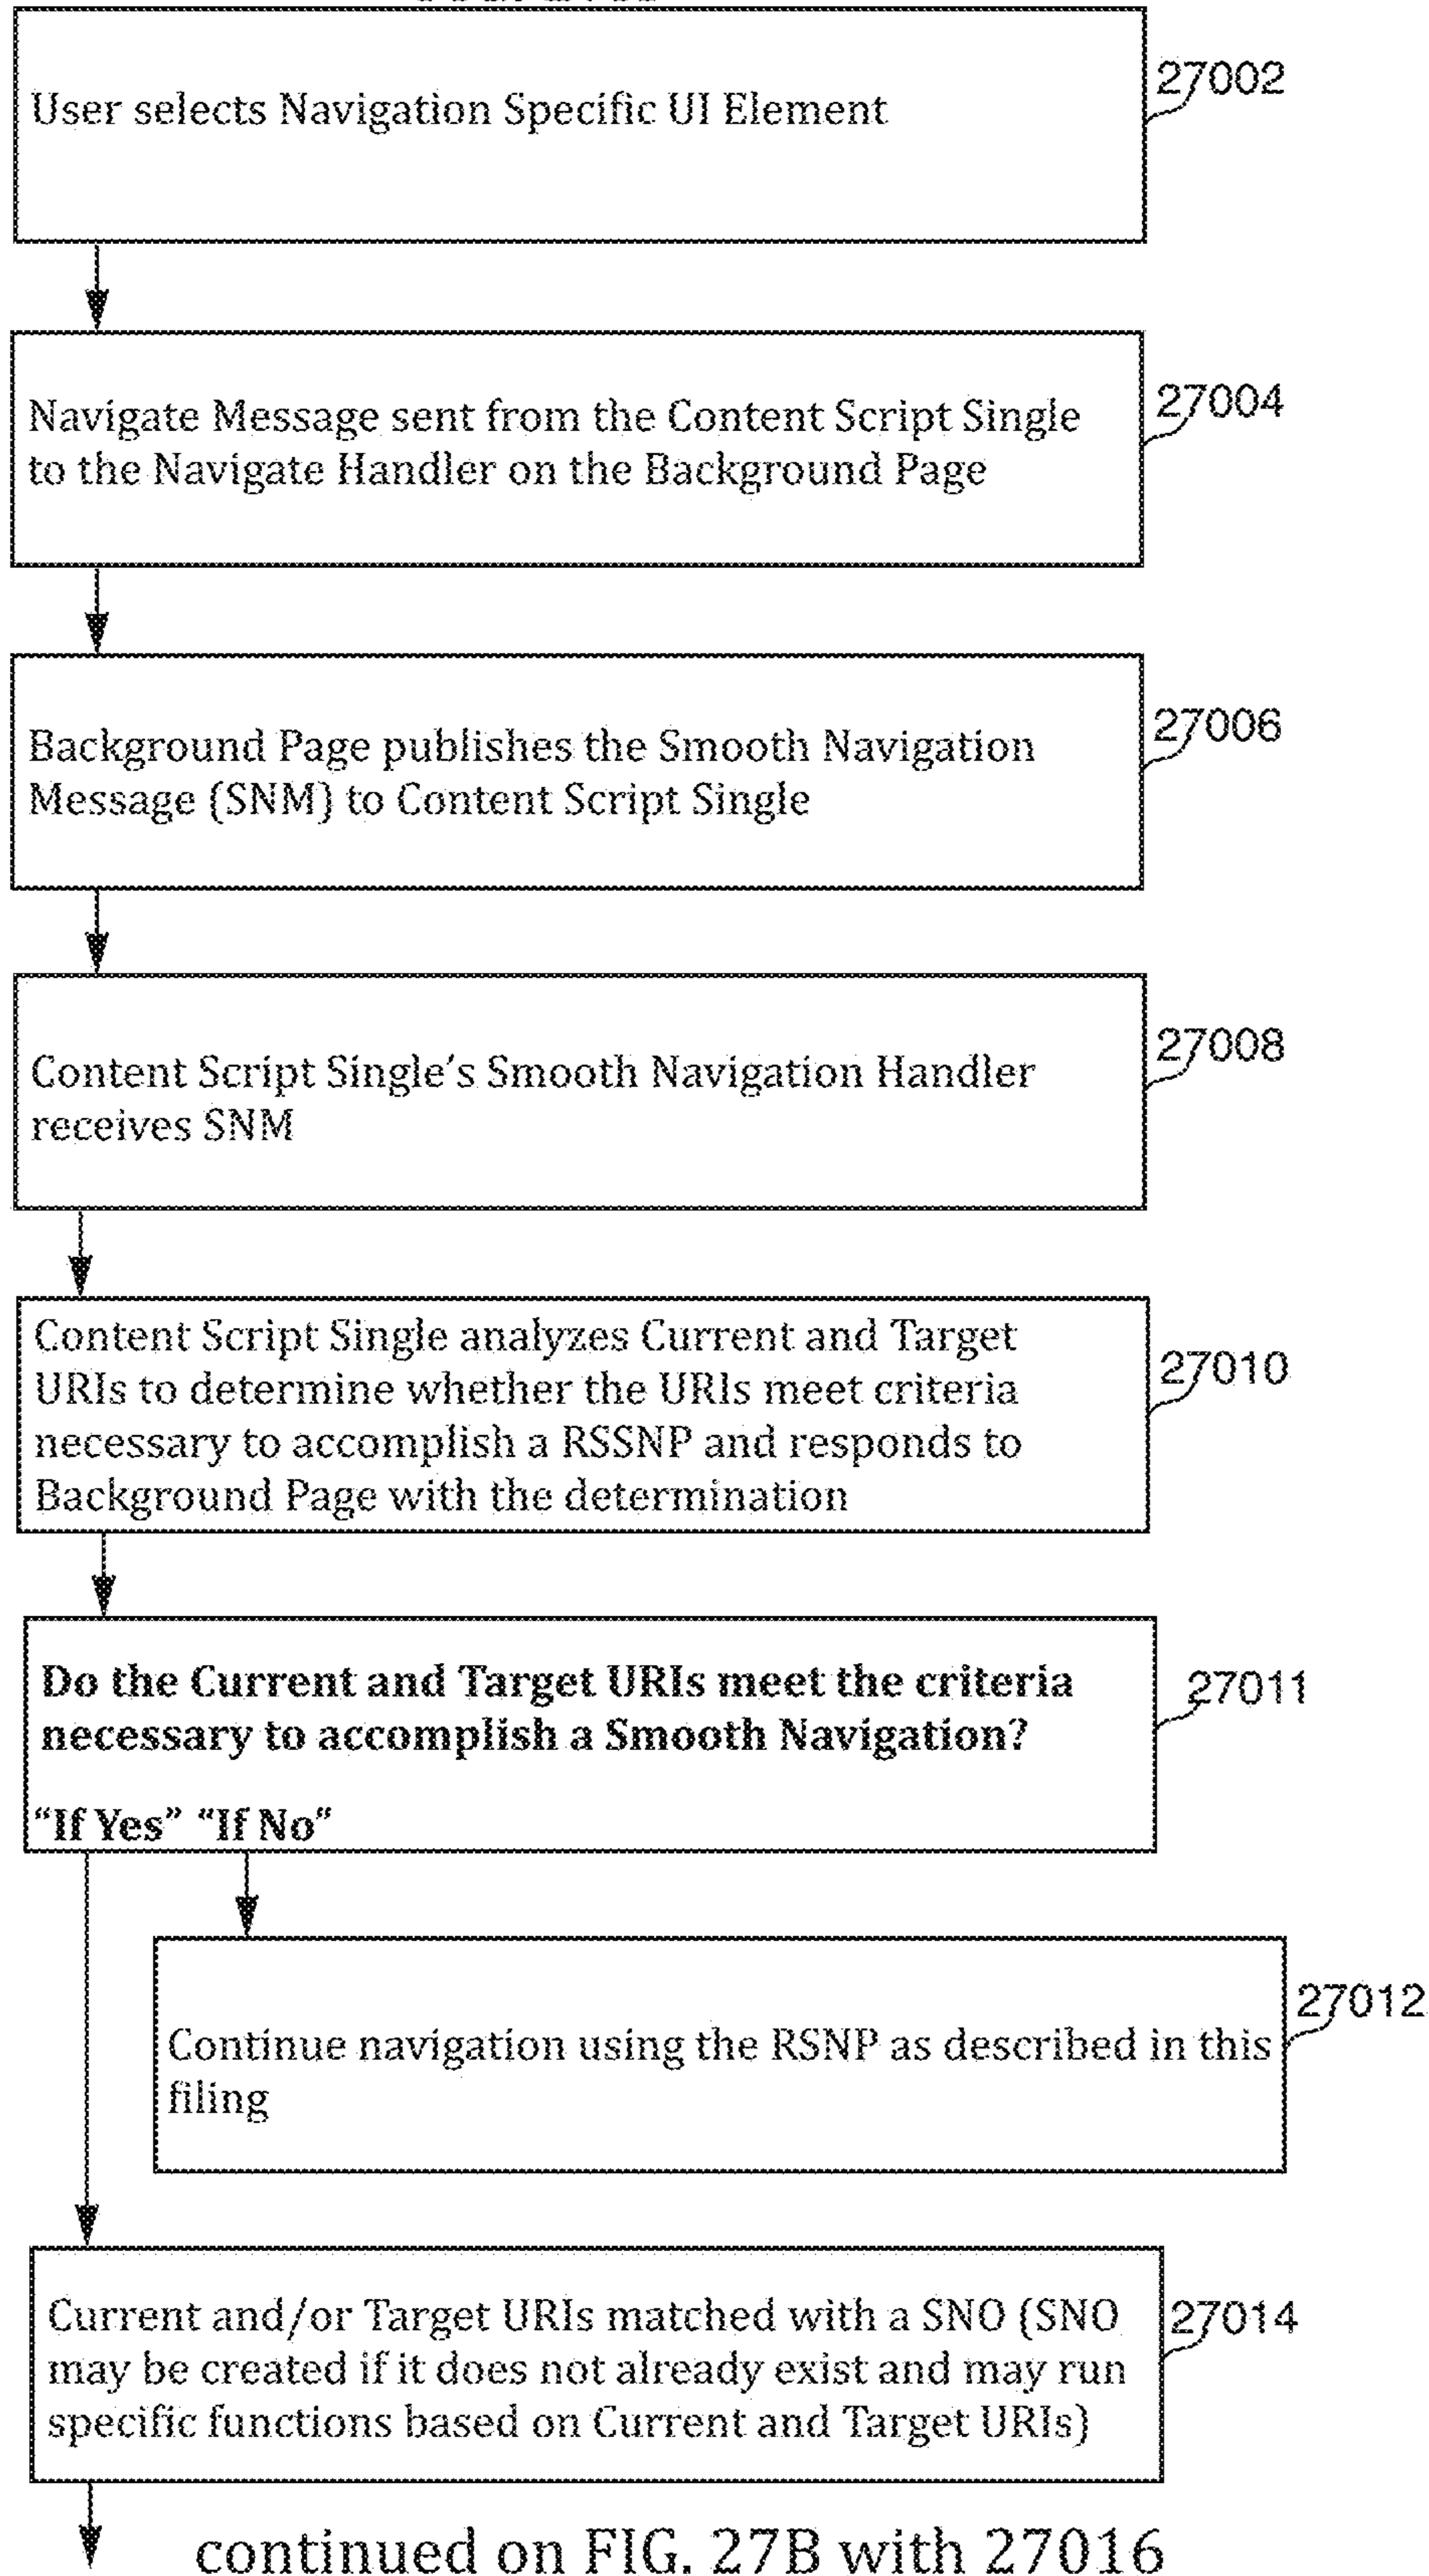 User selects Navigation Specific UI Element
27002
Navigate Message sent from the Content Script Single
to the Navigate Handler on the Background Page
27004
Background Page publishes the Smooth Navigation
Message (SNM) to Content Script Single
27006
Content Script Single's Smooth Navigation Handler
receives SNM
27008
Content Script Single analyzes Current and Target
URIs to determine whether the URIs meet criteria
necessary to accomplish a RSSNP and responds to
Background Page with the determination
27010
Do the Current and Target URIs meet the criteria
necessary to accomplish a Smooth Navigation?
27011
“If Yes” “If No“
Continue navigation using the RSNP as described in this
filing
27012
Current and/or Target URIs matched with a SNO (SNO
may be created if it does not already exist and may run
specific functions based on Current and Target URIs)
27014
continued on FIG. 27B with 27016